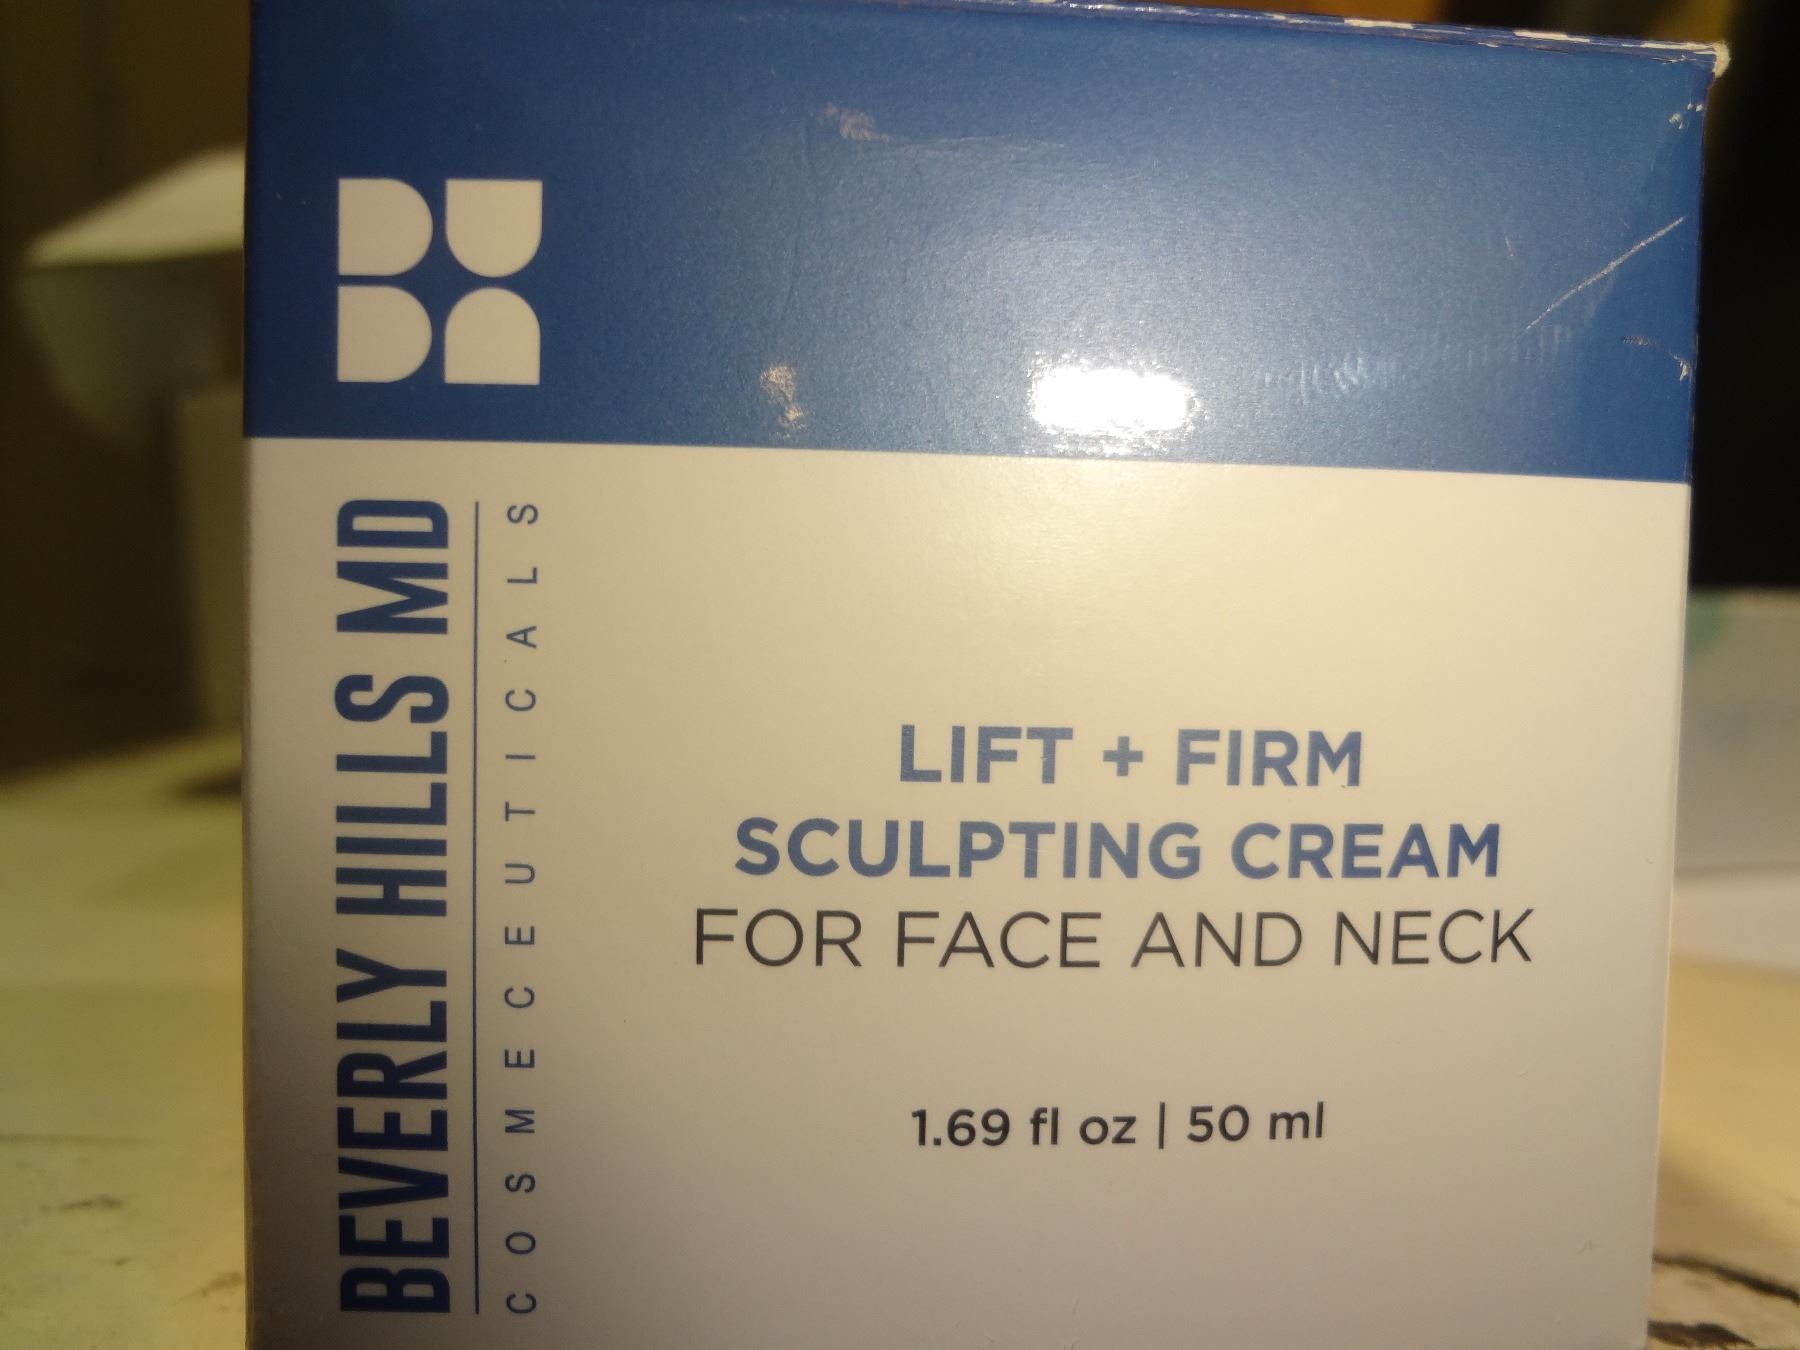 BEVERLY HILLS MD
COSMECEUTICALS
LIFT + FIRM
SCULPTING CREAM
FOR FACE AND NECK
1.69 fl oz | 50 ml